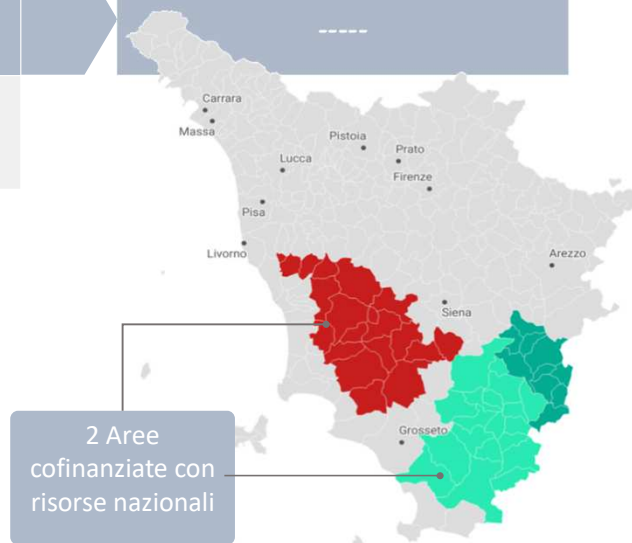 -----
Carrara
Massa
Pistoia
Prato
Lucca
Firenze
Pisa
Livorno
Arezzo
Siena
Grosseto
2 Aree
cofinanziate con
risorse nazionali